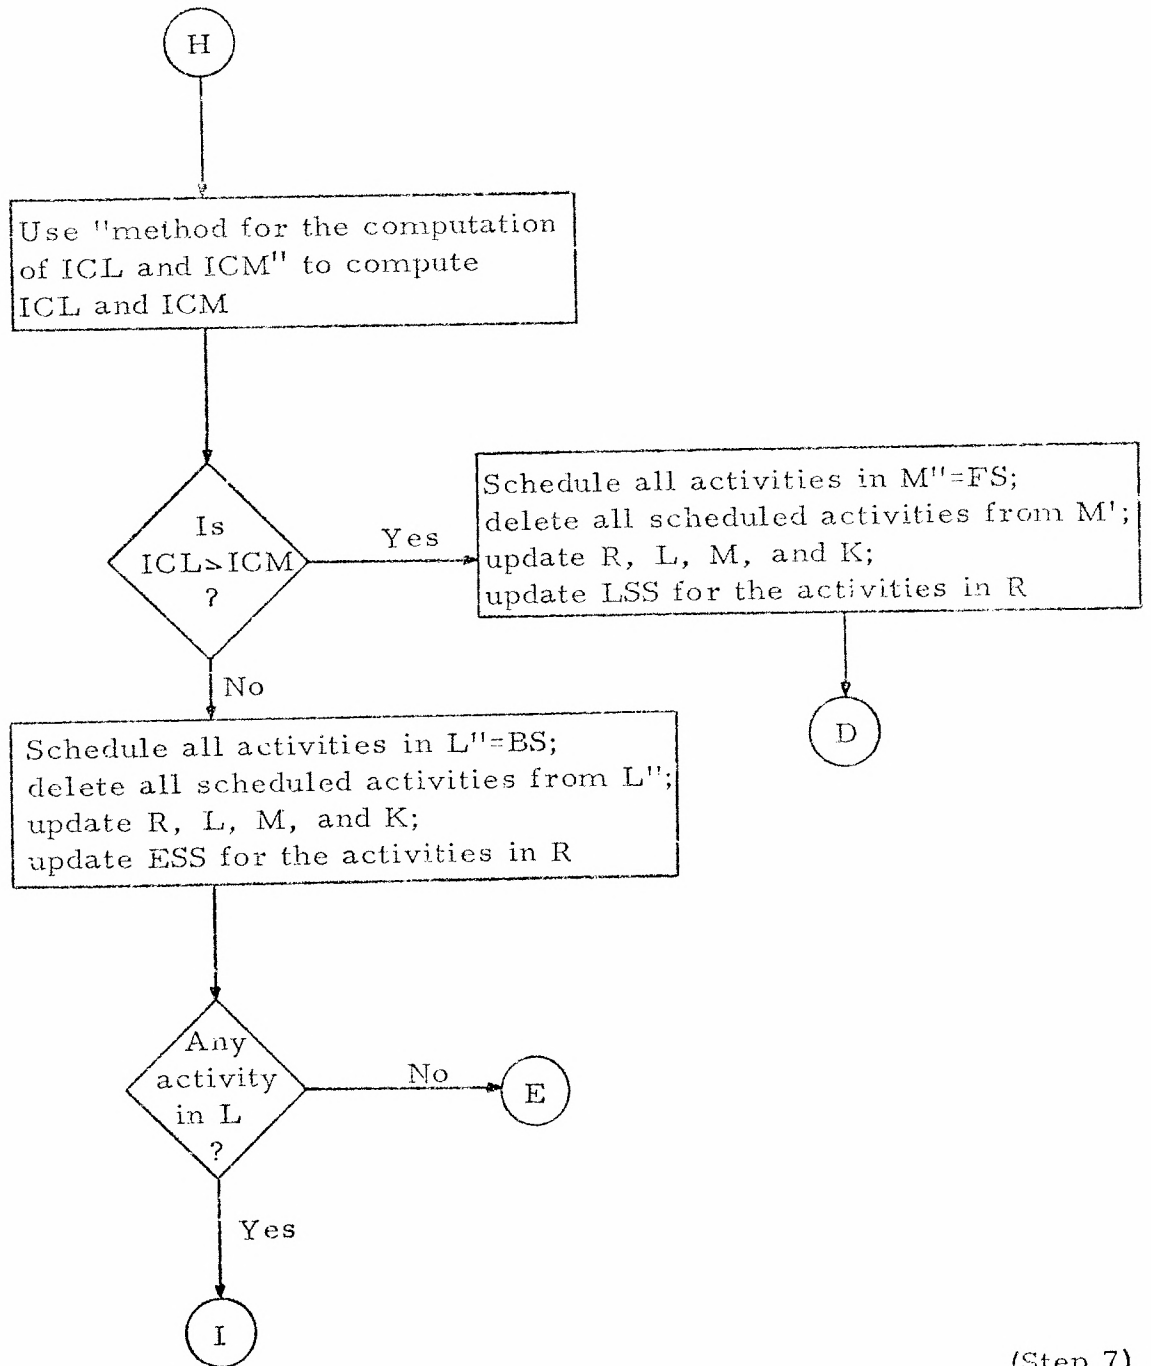 H
Use "method for the computation
of ICL and ICM" to compute
ICL and ICM
Is
ICL>ICM
?
Yes
Schedule all activities in M"=FS;
delete all scheduled activities from M';
update R, L, M, and K;
update LSS for the activities in R
D
No
Schedule all activities in L"=BS;
delete all scheduled activities from L";
update R, L, M, and K;
update ESS for the activities in R
Any
activity
in L
?
No
E
Yes
I
(Step 7)